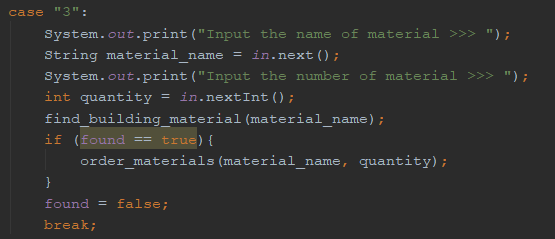 case "3":
System.out.print("Input the name of material >>> ");
String material_name = in.next();
System.out.print("Input the number of material >>> ");
int quantity = in.nextInt();
find_building_material(material_name);
if (found == true){
order_materials(material_name, quantity);
}
found = false;
break;